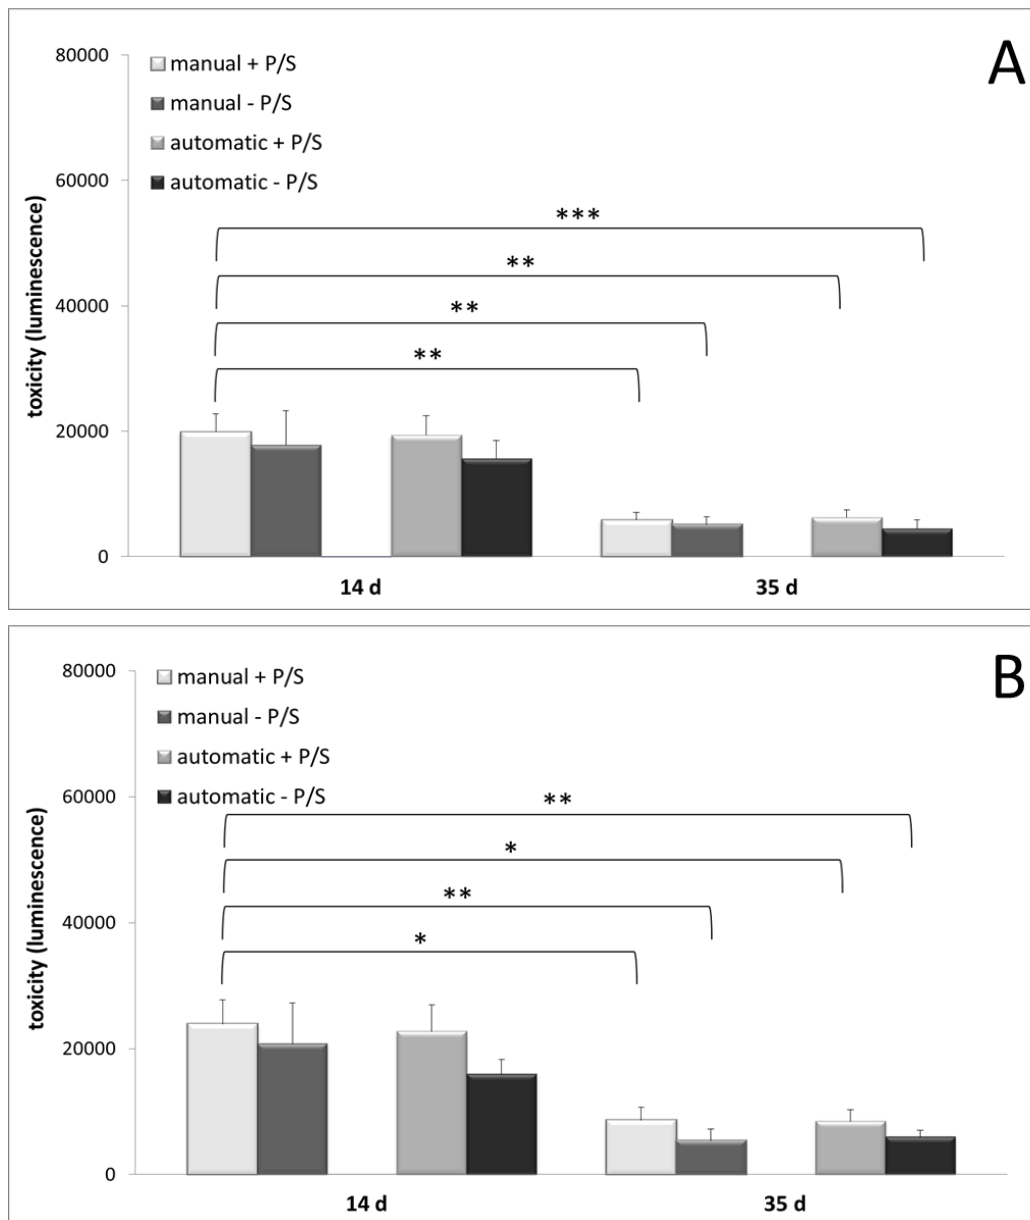 A
80000
60000
40000
20000
0
toxicity (luminescence)
manual + P/S
manual - P/S
automatic + P/S
automatic - P/S
***
**
**
**
14 d
35 d
B
80000
60000
40000
20000
0
toxicity (luminescence)
manual + P/S
manual - P/S
automatic + P/S
automatic - P/S
**
*
**
*
14 d
35 d